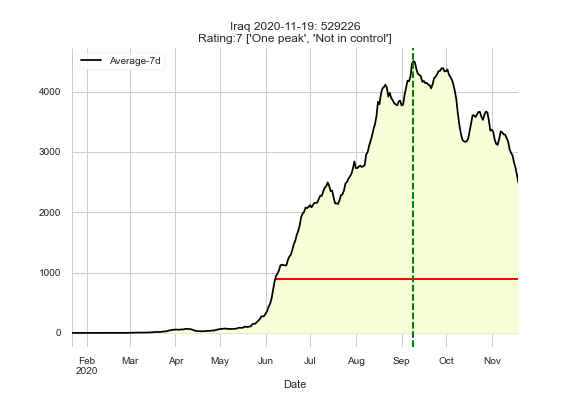 Iraq 2020-11-19: 529226
Rating:7 ['One peak', 'Not in control']
Average-7d
4000
3000
2000
1000
0
Feb Mar Apr May Jun Jul Aug Sep Oct Nov
2020
Date